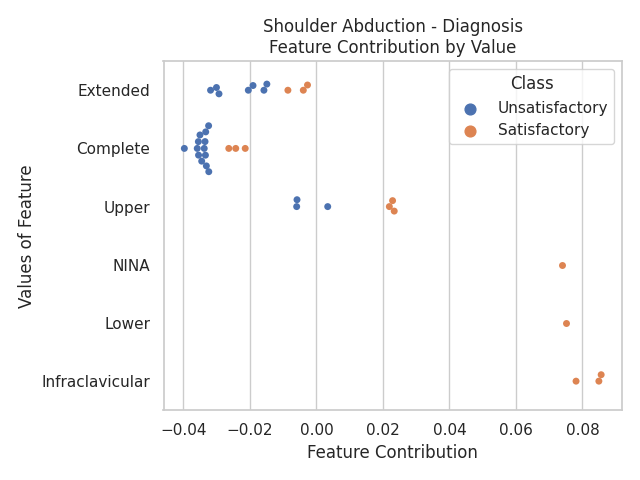 Shoulder Abduction - Diagnosis
Feature Contribution by Value
Class
Unsatisfactory
Satisfactory
Values of Feature
Extended
Complete
Upper
NINA
Lower
Infraclavicular
−0.04 −0.02 0.00 0.02 0.04 0.06 0.08
Feature Contribution